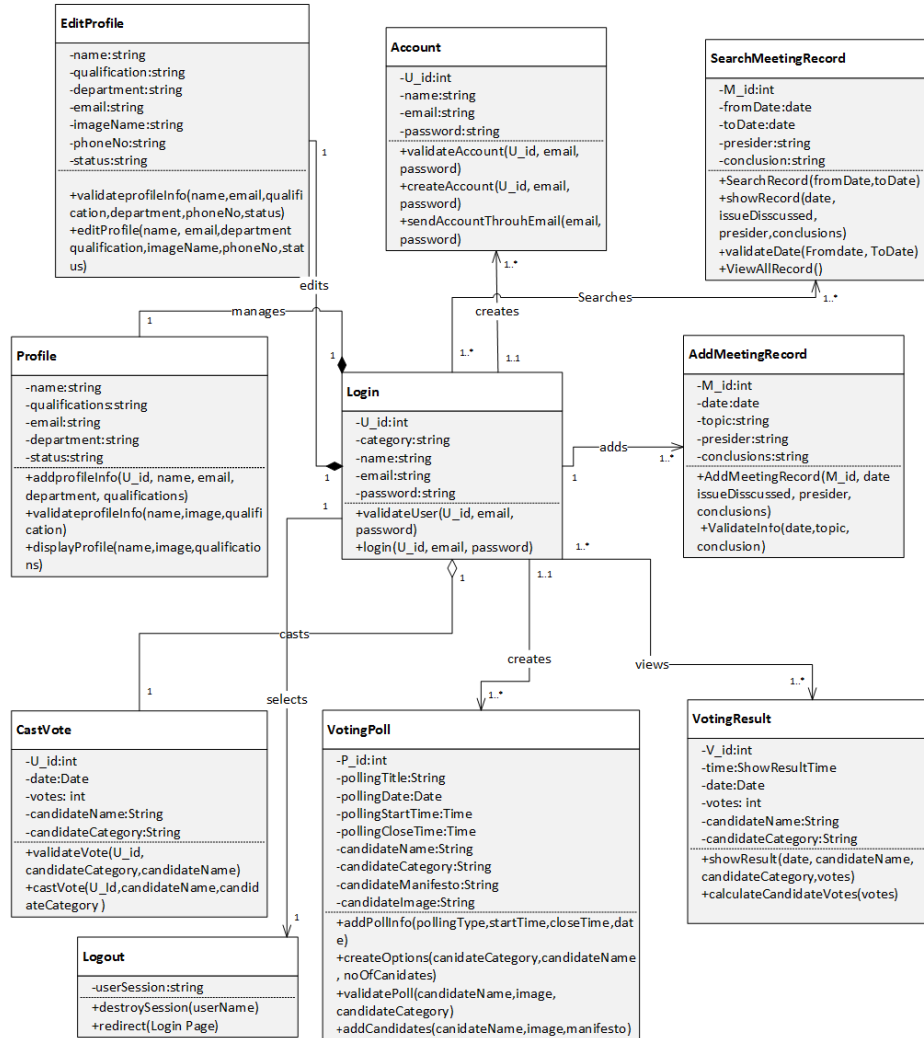 EditProfile
-name:string
-qualification:string
-department:string
-email:string
-imageName:string
-phoneNo:string
-status:string
+validateprofileInfo(name,email,qualifi
cation,department,phoneNo,status)
+editProfile(name, email,department
qualification,imageName,phoneNo,stat
us)
1
edits
1
Account
-U_id:int
-name:string
-email:string
-password:string
+validateAccount(U_id, email,
password)
+createAccount(U_id, email,
password)
+sendAccountThrouhEmail(email,
password)
1..*
creates
1..1
SearchMeetingRecord
-M_id:int
-fromDate:date
-toDate:date
-presider:string
-conclusion:string
+SearchRecord(fromDate,toDate)
+showRecord(date,
issueDisscussed,
presider,conclusions)
+validateDate(Fromdate, ToDate)
+ViewAllRecord()
Searches
1..*
1..*
manages
1
1
Profile
-name:string
-qualifications:string
-email:string
-department:string
-status:string
+addprofileInfo(U_id, name, email,
department, qualifications)
+validateprofileInfo(name,image,qualifi
cation)
+displayProfile(name,image,qualificatio
ns)
Login
-U_id:int
-category:string
-name:string
-email:string
-password:string
+validateUser(U_id, email,
password)
+login(U_id, email, password)
adds
1
1..*
AddMeetingRecord
-M_id:int
-date:date
-topic:string
-presider:string
-conclusions:string
+AddMeetingRecord(M_id, date
issueDisscussed, presider,
conclusions)
+ValidateInfo(date,topic,
conclusion)
1
1
casts
1
selects
1
1..1
creates
1..*
1..*
views
1..*
CastVote
-U_id:int
-date:Date
-votes: int
-candidateName:String
-candidateCategory:String
+validateVote(U_id,
candidateCategory,candidateName)
+castVote(U_Id,candidateName,candid
ateCategory )
Logout
-userSession:string
+destroySession(userName)
+redirect(Login Page)
VotingPoll
-P_id:int
-pollingTitle:String
-pollingDate:Date
-pollingStartTime:Time
-pollingCloseTime:Time
-candidateName:String
-candidateCategory:String
-candidateManifesto:String
-candidateImage:String
+addPollInfo(pollingType,startTime,closeTime,dat
e)
+createOptions(canidateCategory,candidateName
, noOfCanidates)
+validatePoll(candidateName,image,
candidateCategory)
+addCandidates(canidateName,image,manifesto)
VotingResult
-V_id:int
-time:ShowResultTime
-date:Date
-votes: int
-candidateName:String
-candidateCategory:String
+showResult(date, candidateName,
candidateCategory,votes)
+calculateCandidateVotes(votes)